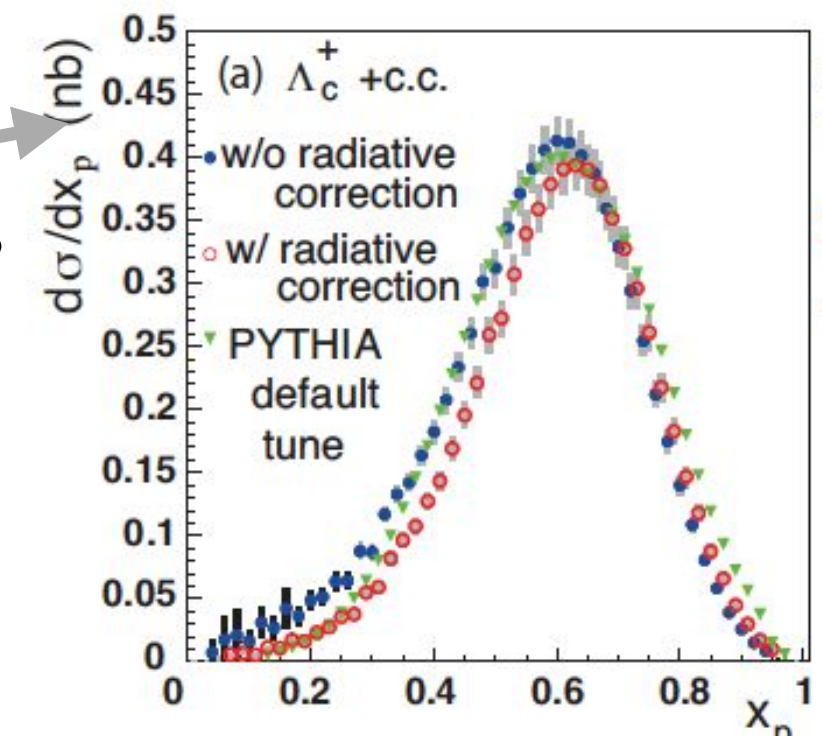 0.5
(a) Λc+ +c.c.
0.45
0.4
w/o radiative
correction
0.35
w/ radiative
correction
0.3
0.25
PYTHIA
default
tune
0.2
0.15
0.1
0.05
0
dσ/dxp (nb)
0 0.2 0.4 0.6 0.8 1
xp